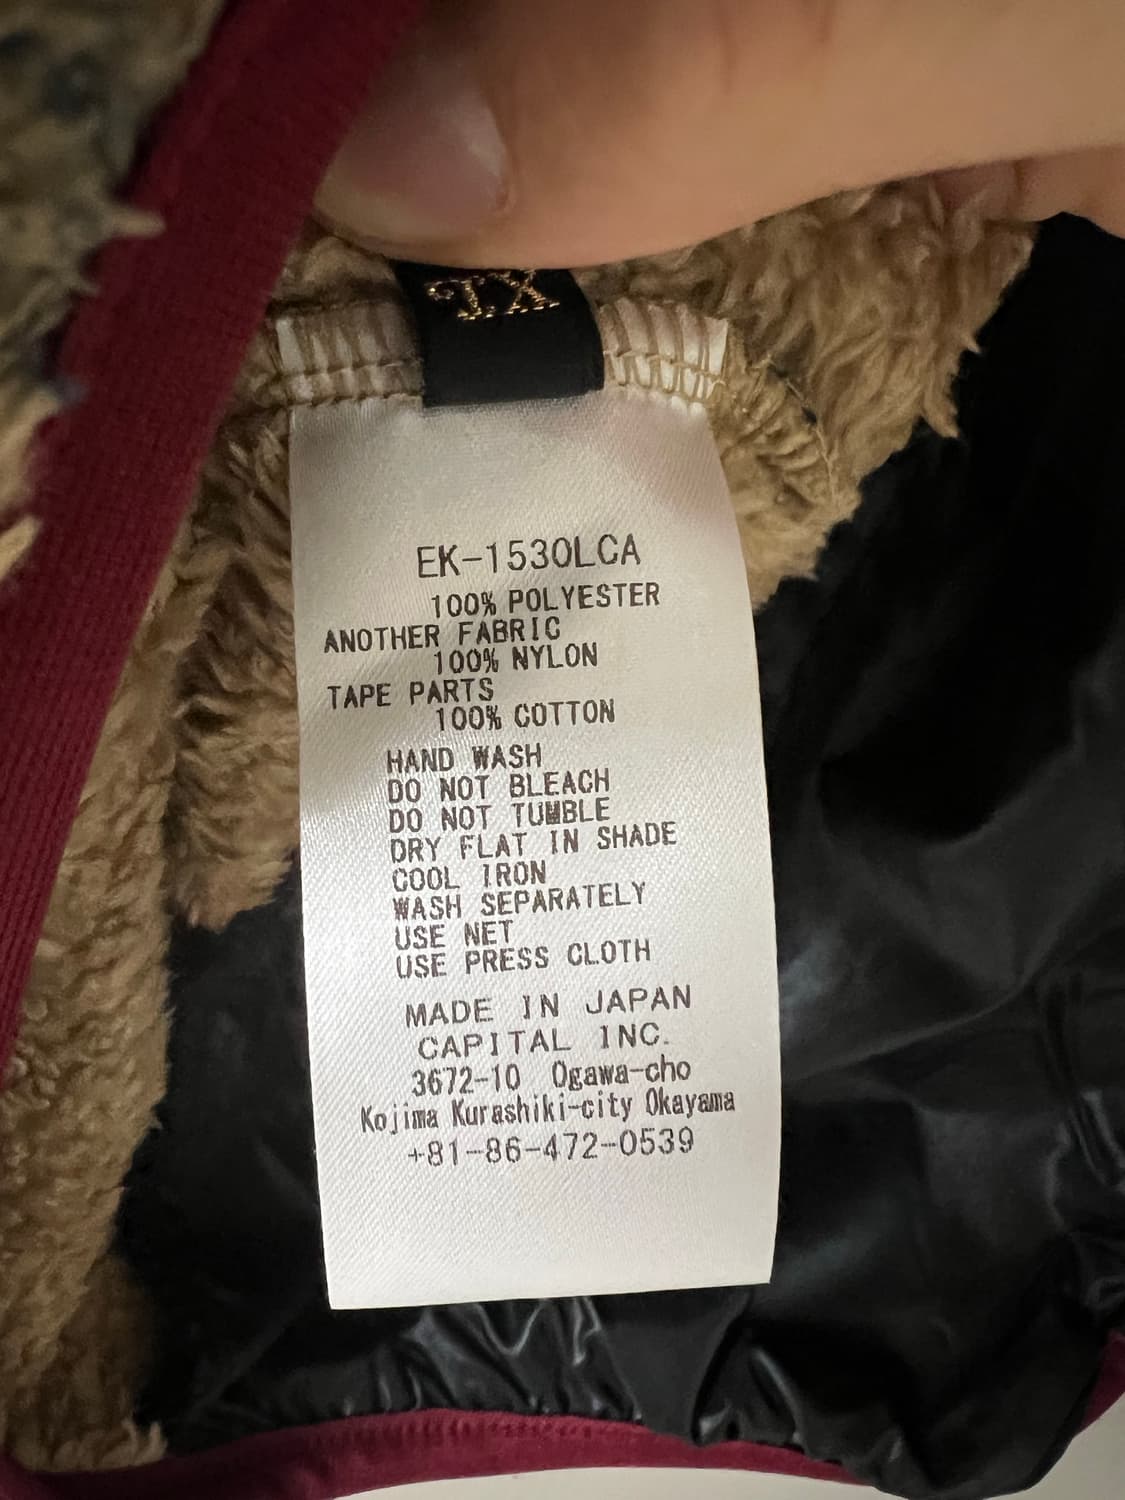 XL
EK-1530LCA
100% POLYESTER
ANOTHER FABRIC
100% NYLON
TAPE PARTS
100% COTTON
HAND WASH
DO NOT BLEACH
DO NOT TUMBLE
DRY FLAT IN SHADE
COOL IRON
WASH SEPARATELY
USE NET
USE PRESS CLOTH
MADE IN JAPAN
CAPITAL INC.
3672-10 Ogawa-cho
Kojima Kurashiki-city Okayama
+81-86-472-0539